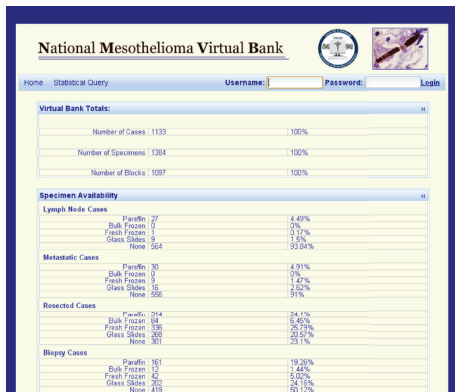 National Mesothelioma Virtual Bank
Home Statistical Query Username: Password: Login
Virtual Bank Totals:
Number of Cases 1133 100%
Number of Specimens 1384 100%
Number of Blocks 1097 100%
Specimen Availability
Lymph Node Cases
Paraffin 27 4.49%
Bulk Frozen 0 0%
Fresh Frozen 1 0.17%
Glass Slides 9 1.5%
None 564 93.84%
Metastatic Cases
Paraffin 30 4.91%
Bulk Frozen 0 0%
Fresh Frozen 9 1.47%
Glass Slides 16 2.62%
None 556 91%
Resected Cases
Paraffin 314 24.1%
Bulk Frozen 84 6.45%
Fresh Frozen 336 25.79%
Glass Slides 268 20.57%
None 301 23.1%
Biopsy Cases
Paraffin 161 19.26%
Bulk Frozen 12 1.44%
Fresh Frozen 42 5.02%
Glass Slides 202 24.16%
None 419 50.12%